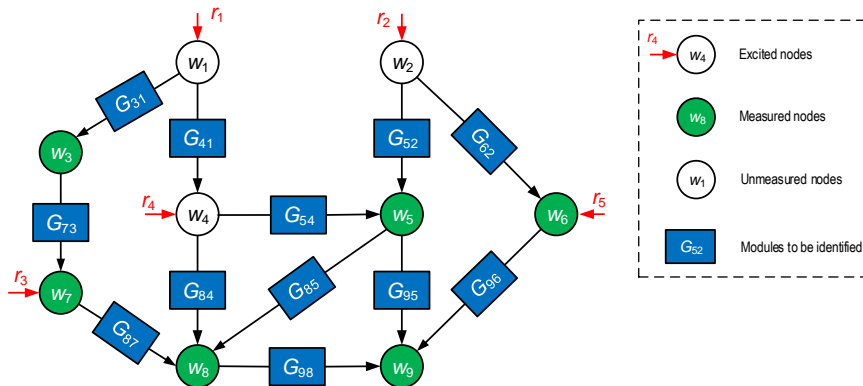 r1
r2
w1
w2
r4
w4
Excited nodes
G31
G41
G52
G62
w8
Measured nodes
w3
w1
Unmeasured nodes
G73
r4
w4
G54
w5
w6
r5
G52
Modules to be identified
r3
w7
G84
G85
G95
G96
G87
w8
G98
w9